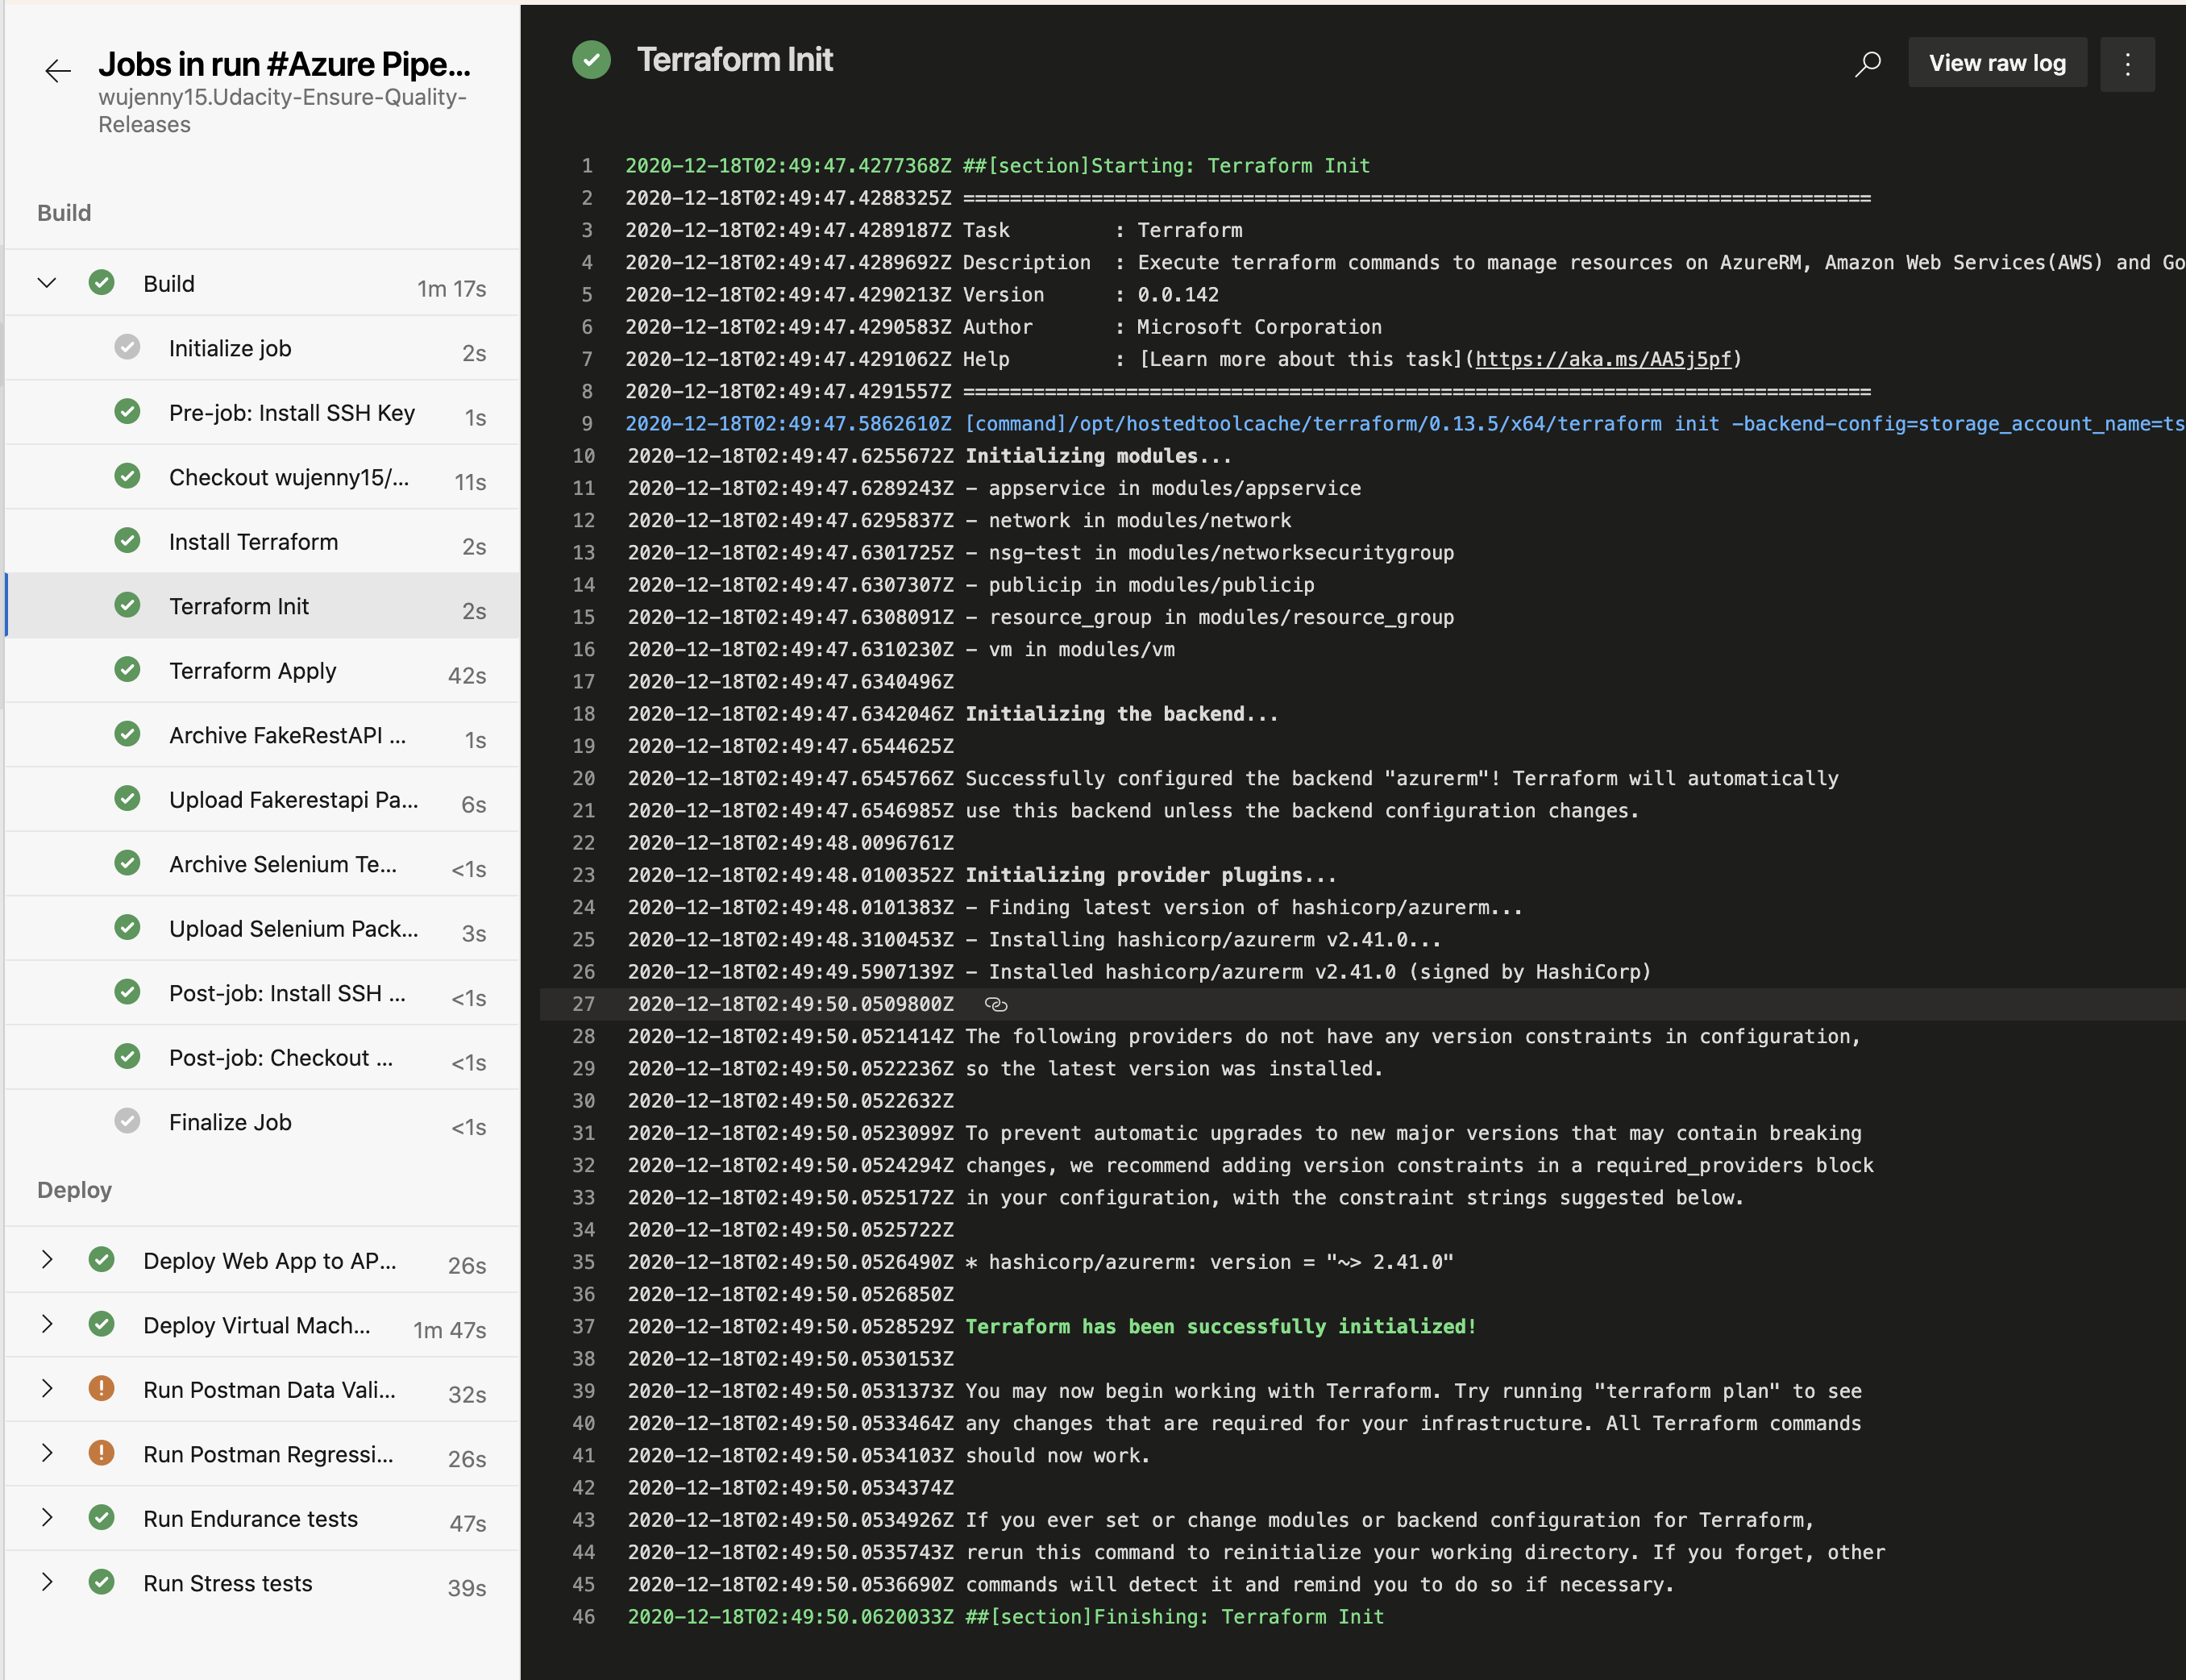 Jobs in run #Azure Pipe...
wujenny15.Udacity-Ensure-Quality-
Releases
Build
Build 1m 17s
Initialize job 2s
Pre-job: Install SSH Key 1s
Checkout wujenny15/... 11s
Install Terraform 2s
Terraform Init 2s
Terraform Apply 42s
Archive FakeRestAPI ... 1s
Upload Fakerestapi Pa... 6s
Archive Selenium Te... <1s
Upload Selenium Pack... 3s
Post-job: Install SSH ... <1s
Post-job: Checkout ... <1s
Finalize Job <1s
Deploy
Deploy Web App to AP... 26s
Deploy Virtual Mach... 1m 47s
Run Postman Data Vali... 32s
Run Postman Regressi... 26s
Run Endurance tests 47s
Run Stress tests 39s
Terraform Init
View raw log
1 2020-12-18T02:49:47.4277368Z ##[section]Starting: Terraform Init
2 2020-12-18T02:49:47.4288325Z ==============================================================================
3 2020-12-18T02:49:47.4289187Z Task         : Terraform
4 2020-12-18T02:49:47.4289692Z Description  : Execute terraform commands to manage resources on AzureRM, Amazon Web Services(AWS) and Go
5 2020-12-18T02:49:47.4290213Z Version      : 0.0.142
6 2020-12-18T02:49:47.4290583Z Author       : Microsoft Corporation
7 2020-12-18T02:49:47.4291062Z Help         : [Learn more about this task](https://aka.ms/AA5j5pf)
8 2020-12-18T02:49:47.4291557Z ==============================================================================
9 2020-12-18T02:49:47.5862610Z [command]/opt/hostedtoolcache/terraform/0.13.5/x64/terraform init -backend-config=storage_account_name=ts
10 2020-12-18T02:49:47.6255672Z Initializing modules...
11 2020-12-18T02:49:47.6289243Z - appservice in modules/appservice
12 2020-12-18T02:49:47.6295837Z - network in modules/network
13 2020-12-18T02:49:47.6301725Z - nsg-test in modules/networksecuritygroup
14 2020-12-18T02:49:47.6307307Z - publicip in modules/publicip
15 2020-12-18T02:49:47.6308091Z - resource_group in modules/resource_group
16 2020-12-18T02:49:47.6310230Z - vm in modules/vm
17 2020-12-18T02:49:47.6340496Z
18 2020-12-18T02:49:47.6342046Z Initializing the backend...
19 2020-12-18T02:49:47.6544625Z
20 2020-12-18T02:49:47.6545766Z Successfully configured the backend "azurerm"! Terraform will automatically
21 2020-12-18T02:49:47.6546985Z use this backend unless the backend configuration changes.
22 2020-12-18T02:49:48.0096761Z
23 2020-12-18T02:49:48.0100352Z Initializing provider plugins...
24 2020-12-18T02:49:48.0101383Z - Finding latest version of hashicorp/azurerm...
25 2020-12-18T02:49:48.3100453Z - Installing hashicorp/azurerm v2.41.0...
26 2020-12-18T02:49:49.5907139Z - Installed hashicorp/azurerm v2.41.0 (signed by HashiCorp)
27 2020-12-18T02:49:50.0509800Z
28 2020-12-18T02:49:50.0521414Z The following providers do not have any version constraints in configuration,
29 2020-12-18T02:49:50.0522236Z so the latest version was installed.
30 2020-12-18T02:49:50.0522632Z
31 2020-12-18T02:49:50.0523099Z To prevent automatic upgrades to new major versions that may contain breaking
32 2020-12-18T02:49:50.0524294Z changes, we recommend adding version constraints in a required_providers block
33 2020-12-18T02:49:50.0525172Z in your configuration, with the constraint strings suggested below.
34 2020-12-18T02:49:50.0525722Z
35 2020-12-18T02:49:50.0526490Z * hashicorp/azurerm: version = "~> 2.41.0"
36 2020-12-18T02:49:50.0526850Z
37 2020-12-18T02:49:50.0528529Z Terraform has been successfully initialized!
38 2020-12-18T02:49:50.0530153Z
39 2020-12-18T02:49:50.0531373Z You may now begin working with Terraform. Try running "terraform plan" to see
40 2020-12-18T02:49:50.0533464Z any changes that are required for your infrastructure. All Terraform commands
41 2020-12-18T02:49:50.0534103Z should now work.
42 2020-12-18T02:49:50.0534374Z
43 2020-12-18T02:49:50.0534926Z If you ever set or change modules or backend configuration for Terraform,
44 2020-12-18T02:49:50.0535743Z rerun this command to reinitialize your working directory. If you forget, other
45 2020-12-18T02:49:50.0536690Z commands will detect it and remind you to do so if necessary.
46 2020-12-18T02:49:50.0620033Z ##[section]Finishing: Terraform Init